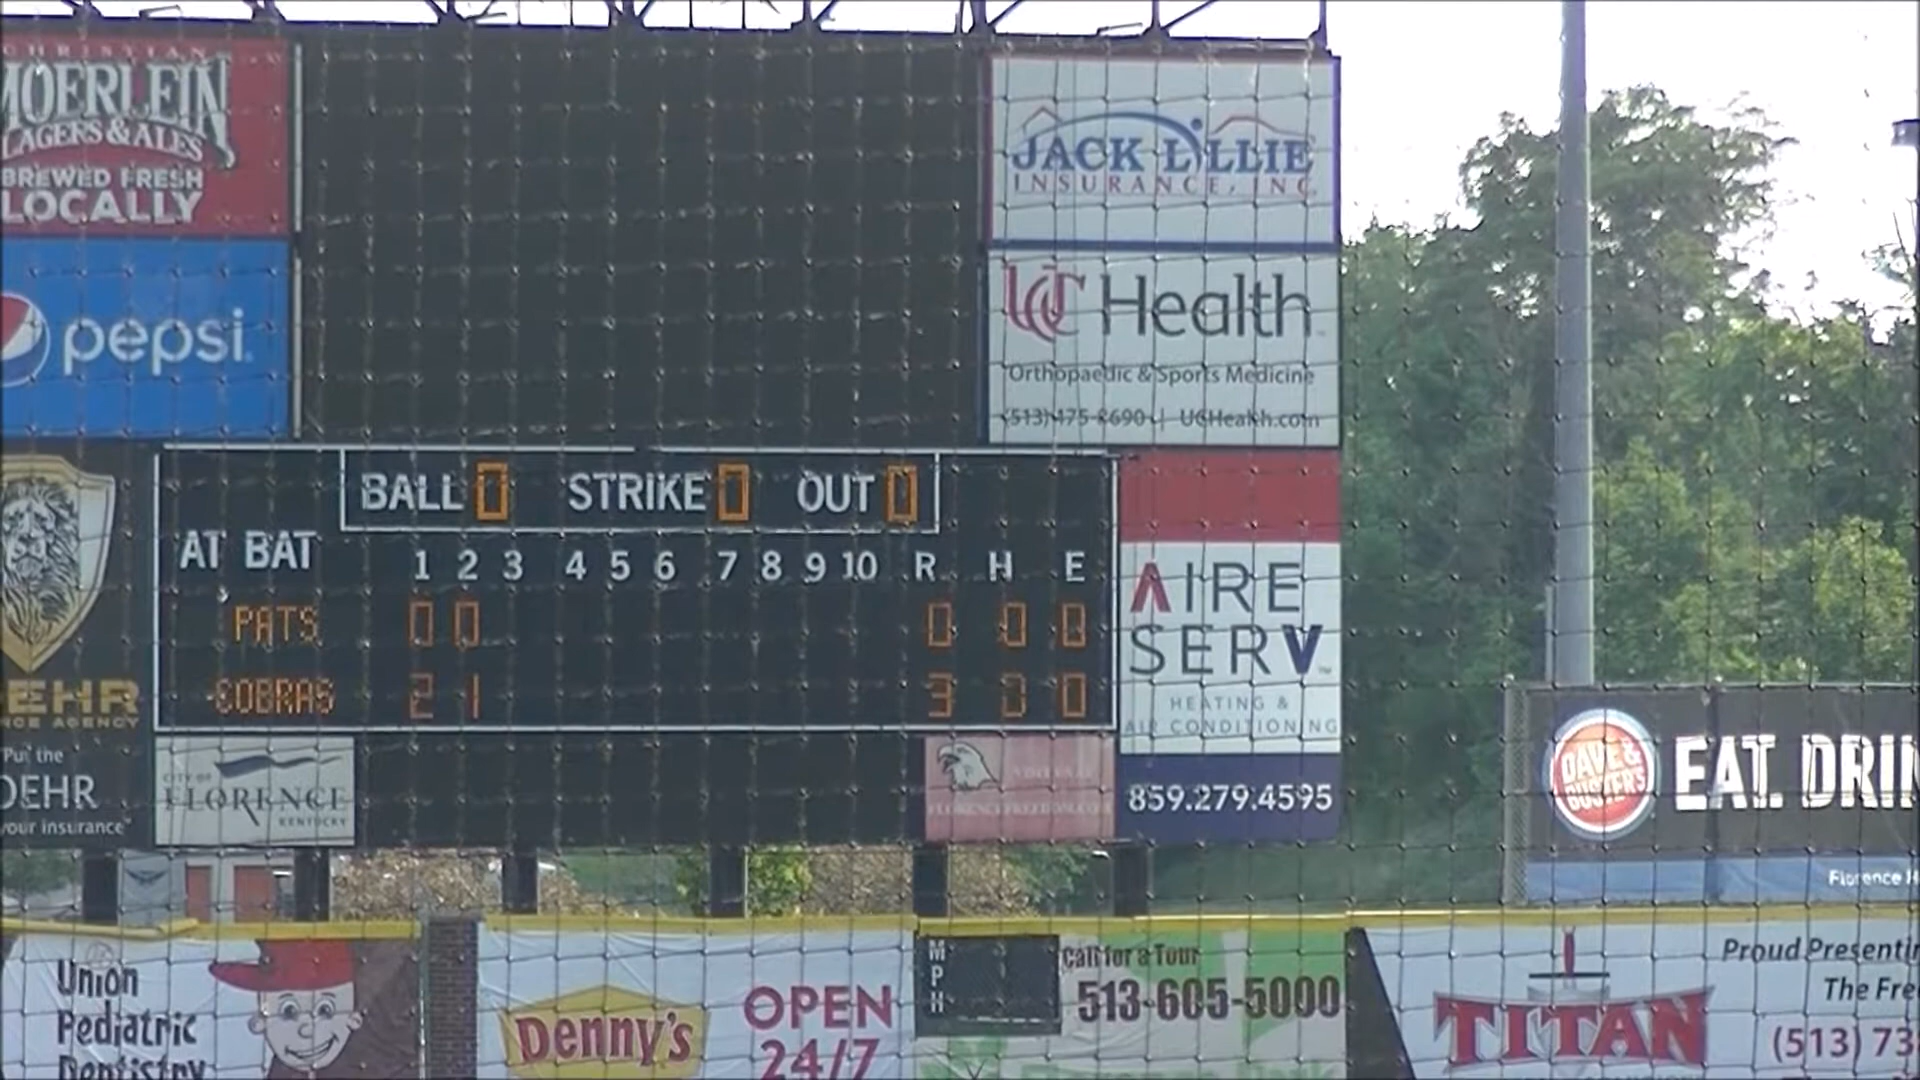 CHRISTIAN
MOERLEIN
LAGERS & ALES
BREWED FRESH
LOCALLY
pepsi
JACK LILLIE
INSURANCE, INC.
UC Health
Orthopaedic & Sports Medicine
(513) 475-8690 | UCHealth.com
BALL 0 STRIKE 0 OUT 0
AT BAT
1 2 3 4 5 6 7 8 9 10 R H E
PATS 0 0 0 0 0
COBRAS 2 1 3 0
EHR
NCE AGENCY
"Put the
OEHR
your insurance"
CITY OF
FLORENCE
KENTUCKY
AIRE
SERV
HEATING &
AIR CONDITIONING
859.279.4595
DAVE &
BUSTER'S
EAT. DRIN
Florence
Union
Pediatric
Dentistry
Denny's
OPEN
24/7
MPH
Call for a Tour
513-605-5000
TITAN
Proud Presentin
The Fre
(513) 73